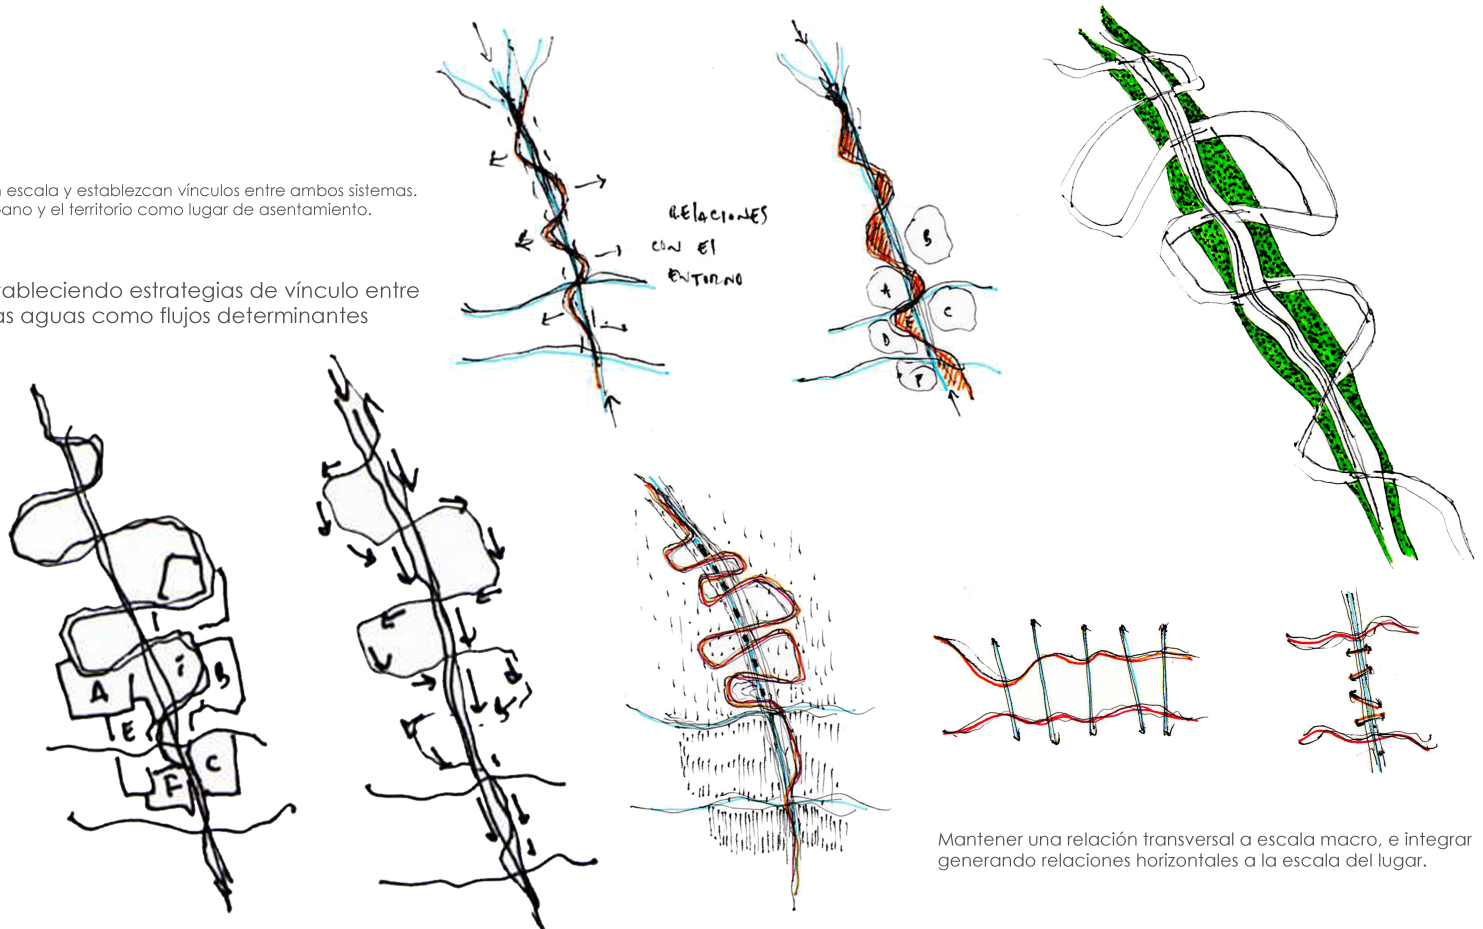 escala y establezcan vínculos entre ambos sistemas.
ano y el territorio como lugar de asentamiento.
ableciendo estrategias de vínculo entre
as aguas como flujos determinantes
RELACIONES
CON El
ENTORNO
B
A
C
E
D
F
A
B
E
F
C
Mantener una relación transversal a escala macro, e integrar
generando relaciones horizontales a la escala del lugar.